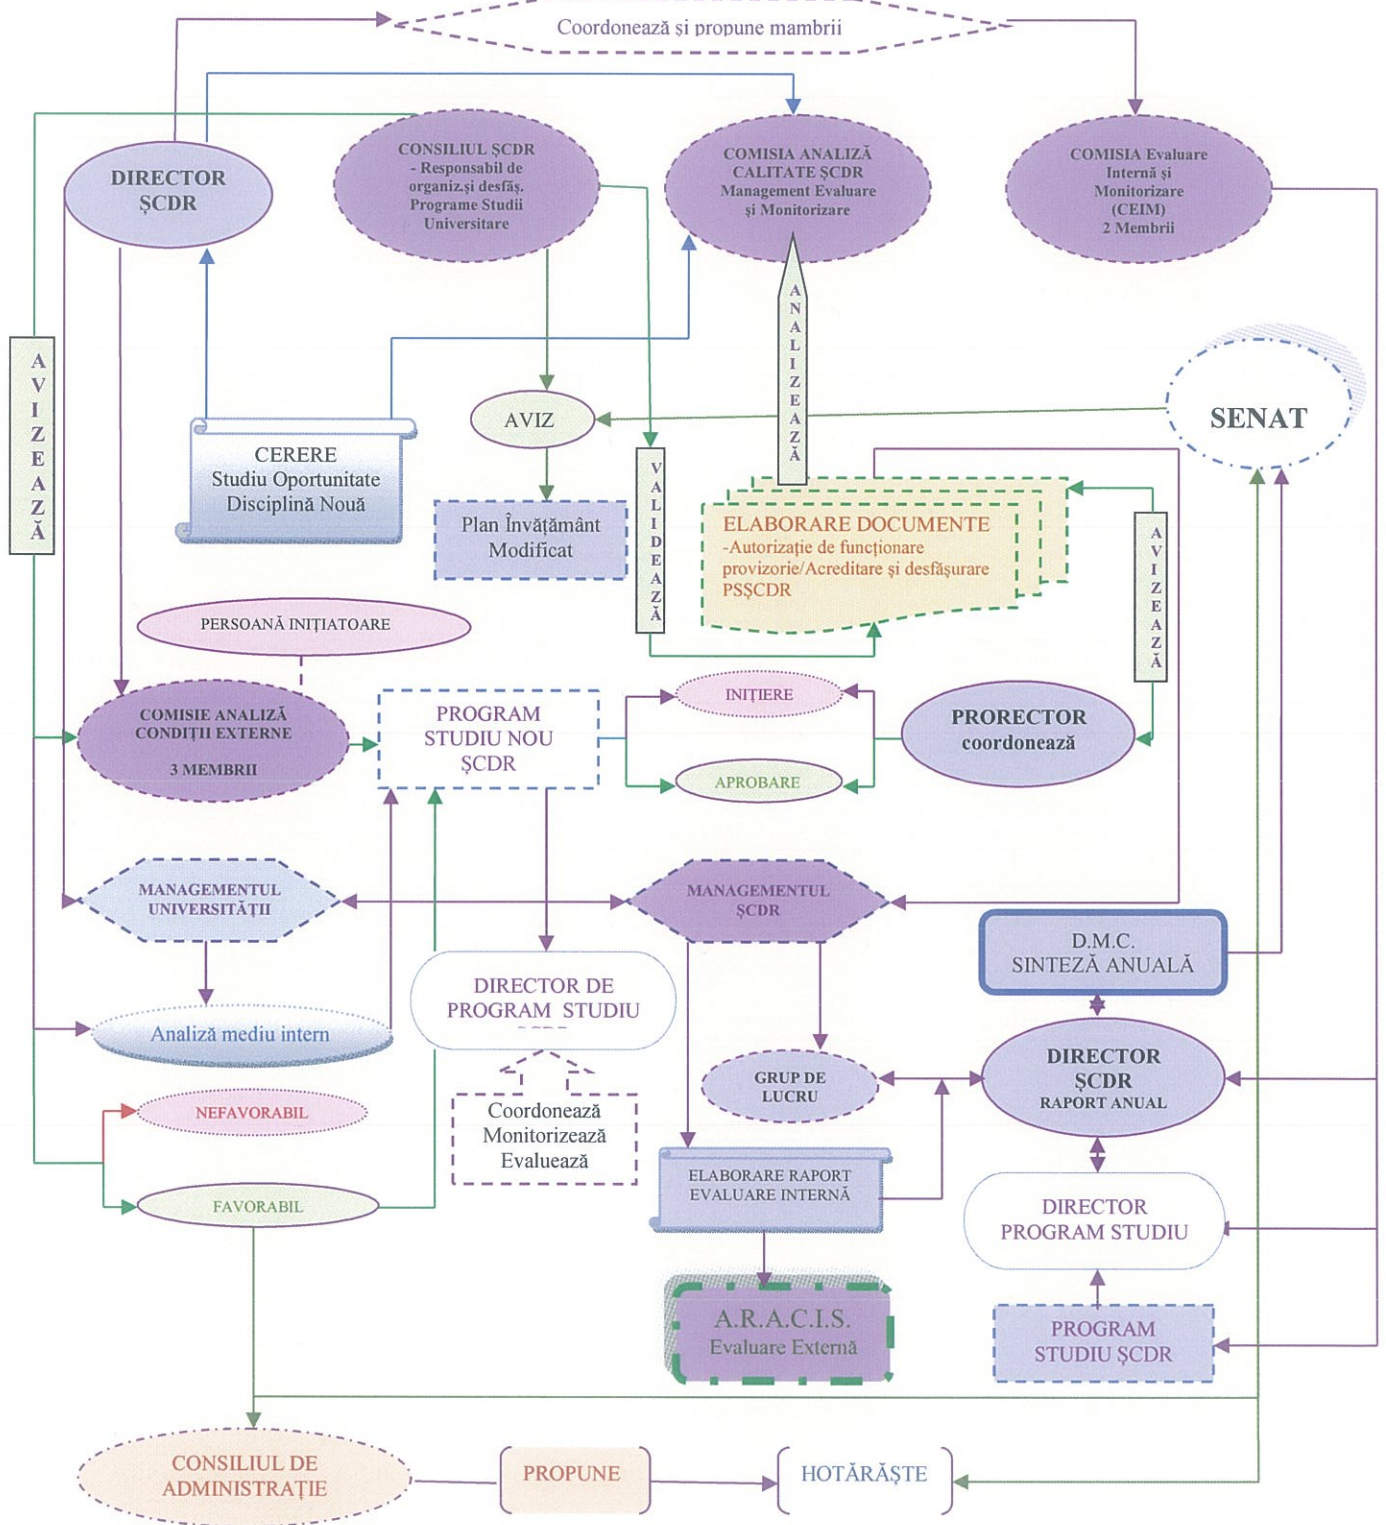 Coordonează și propune mambrii
DIRECTOR
ȘCDR
CONSILIUL ȘCDR
- Responsabil de
organiz.și desfăș.
Programe Studii
Universitare
COMISIA ANALIZĂ
CALITATE ȘCDR
Management Evaluare
și Monitorizare
COMISIA Evaluare
Internă și
Monitorizare
(CEIM)
2 Membrii
AVIZEAZĂ
ANALIZEAZĂ
SENAT
AVIZ
CERERE
Studiu Oportunitate
Disciplină Nouă
VALIDEAZĂ
Plan Învățământ
Modificat
ELABORARE DOCUMENTE
-Autorizație de funcționare
provizorie/Acreditare și desfășurare
PSȘCDR
AVIZEAZĂ
PERSOANĂ INIȚIATOARE
COMISIE ANALIZĂ
CONDIȚII EXTERNE
3 MEMBRII
PROGRAM
STUDIU NOU
ȘCDR
INIȚIERE
APROBARE
PRORECTOR
coordonează
MANAGEMENTUL
UNIVERSITĂȚII
MANAGEMENTUL
ȘCDR
D.M.C.
SINTEZĂ ANUALĂ
DIRECTOR DE
PROGRAM STUDIU
Analiză mediu intern
GRUP DE
LUCRU
DIRECTOR
ȘCDR
RAPORT ANUAL
NEFAVORABIL
Coordonează
Monitorizează
Evaluează
ELABORARE RAPORT
EVALUARE INTERNĂ
FAVORABIL
DIRECTOR
PROGRAM STUDIU
A.R.A.C.I.S.
Evaluare Externă
PROGRAM
STUDIU ȘCDR
CONSILIUL DE
ADMINISTRAȚIE
PROPUNE
HOTĂRĂȘTE